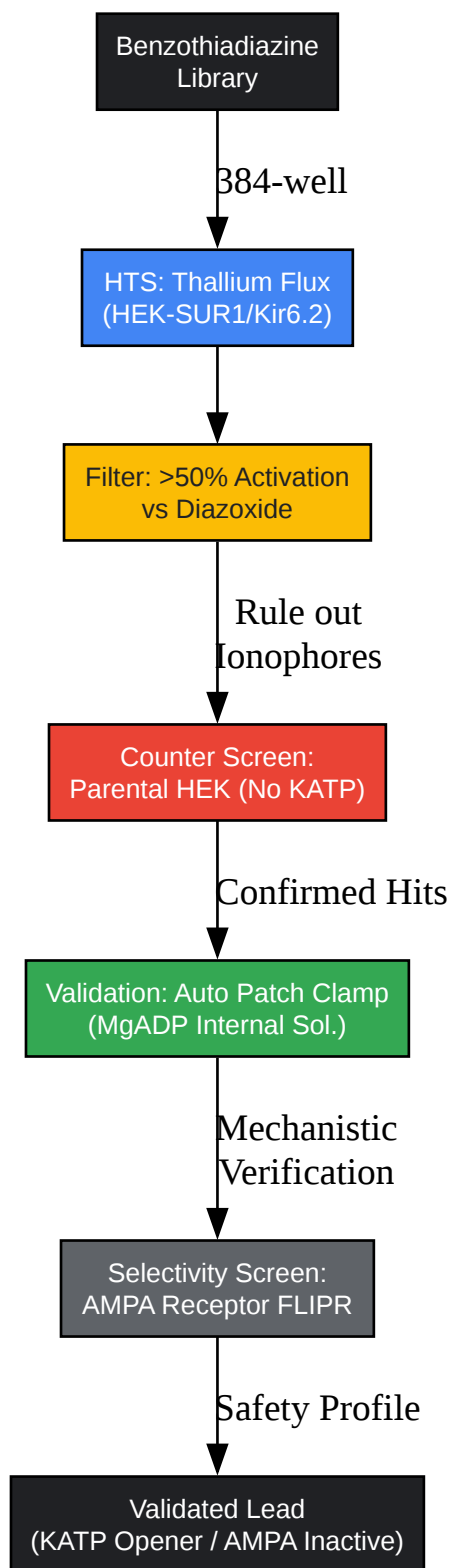 Benzothiadiazine
Library
384-well
HTS: Thallium Flux
(HEK-SUR1/Kir6.2)
Filter: >50% Activation
vs Diazoxide
Rule out
Ionophores
Counter Screen:
Parental HEK (No KATP)
Confirmed Hits
Validation: Auto Patch Clamp
(MgADP Internal Sol.)
Mechanistic
Verification
Selectivity Screen:
AMPA Receptor FLIPR
Safety Profile
Validated Lead
(KATP Opener / AMPA Inactive)